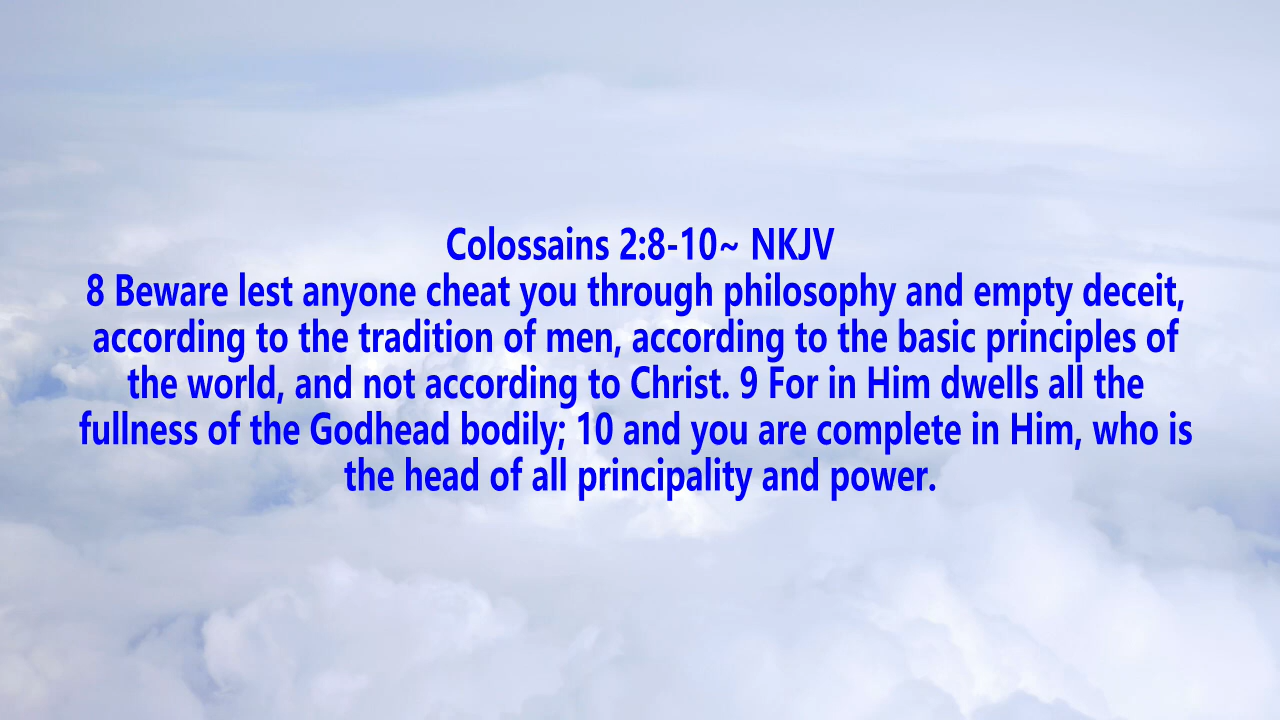 Colossains 2:8-10~ NKJV
8 Beware lest anyone cheat you through philosophy and empty deceit,
according to the tradition of men, according to the basic principles of
the world, and not according to Christ. 9 For in Him dwells all the
fullness of the Godhead bodily; 10 and you are complete in Him, who is
the head of all principality and power.